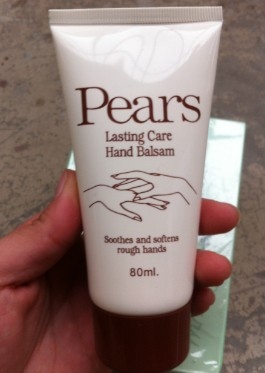 Pears
Lasting Care
Hand Balsam
Soothes and softens
rough hands
80ml.